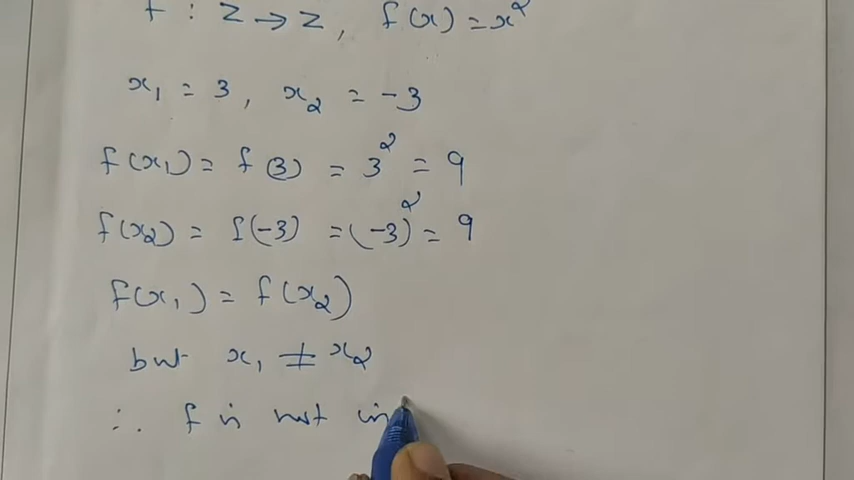 f : Z → Z, f(x) = x²
x₁ = 3, x₂ = -3
f(x₁) = f(3) = 3² = 9
f(x₂) = f(-3) = (-3)² = 9
f(x₁) = f(x₂)
but x₁ ≠ x₂
∴ f is not in